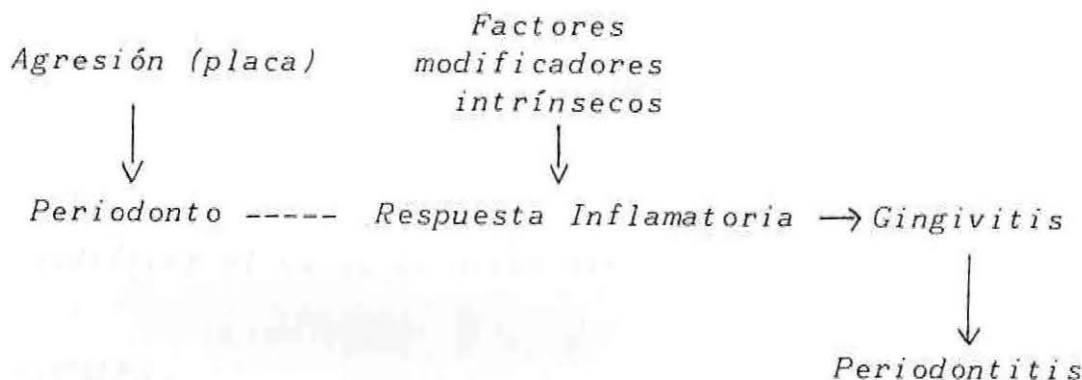 Factores
Agresión (placa) modificadores
intrínsecos
Periodonto ----- Respuesta Inflamatoria → Gingivitis
Periodontitis